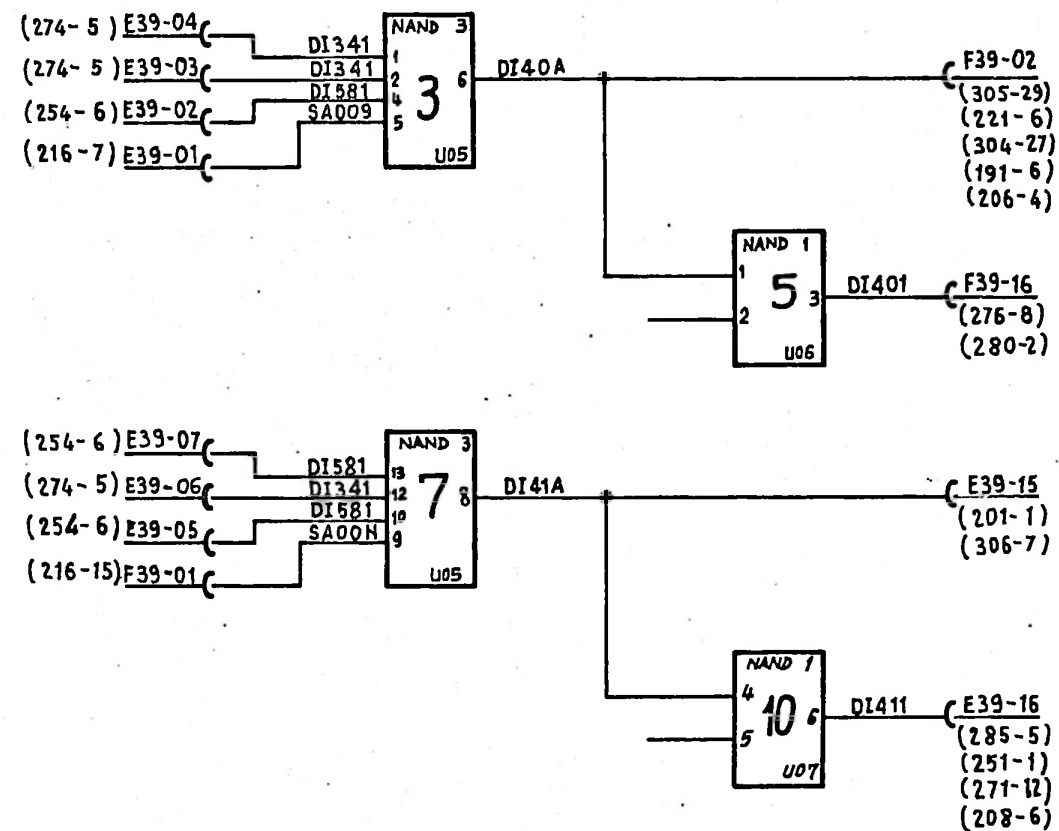 (274-5) E39-04
(274-5) E39-03
(254-6) E39-02
(216-7) E39-01
DI341
DI341
DI581
SA009
NAND 3
1
2
4
5
3
6
U05
DI40A
F39-02
(305-29)
(221-6)
(304-27)
(191-6)
(206-4)
NAND 1
1
2
5
3
U06
DI401
F39-16
(276-8)
(280-2)
(254-6) E39-07
(274-5) E39-06
(254-6) E39-05
(216-15) F39-01
DI581
DI341
DI581
SA00H
NAND 3
13
12
10
9
7
8
U05
DI41A
E39-15
(201-1)
(306-7)
NAND 1
4
5
10
6
U07
DI411
E39-16
(285-5)
(251-1)
(271-12)
(208-6)